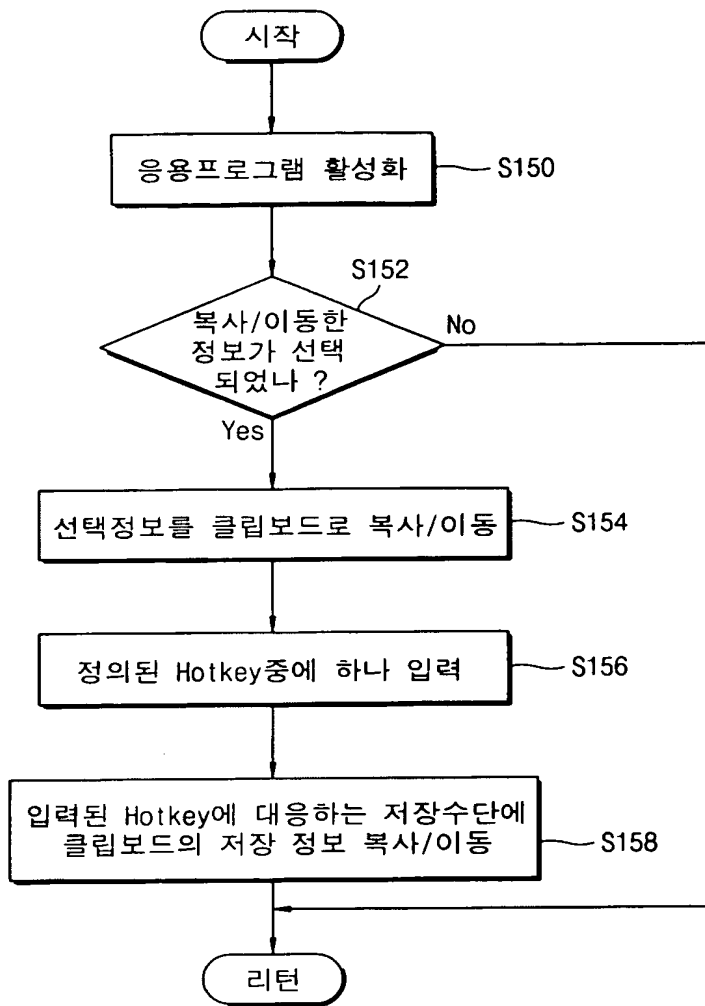 시작
응용프로그램 활성화
S150
S152
복사/이동한
정보가 선택
되었나 ?
No
Yes
선택정보를 클립보드로 복사/이동
S154
정의된 Hotkey중에 하나 입력
S156
입력된 Hotkey에 대응하는 저장수단에
클립보드의 저장 정보 복사/이동
S158
리턴